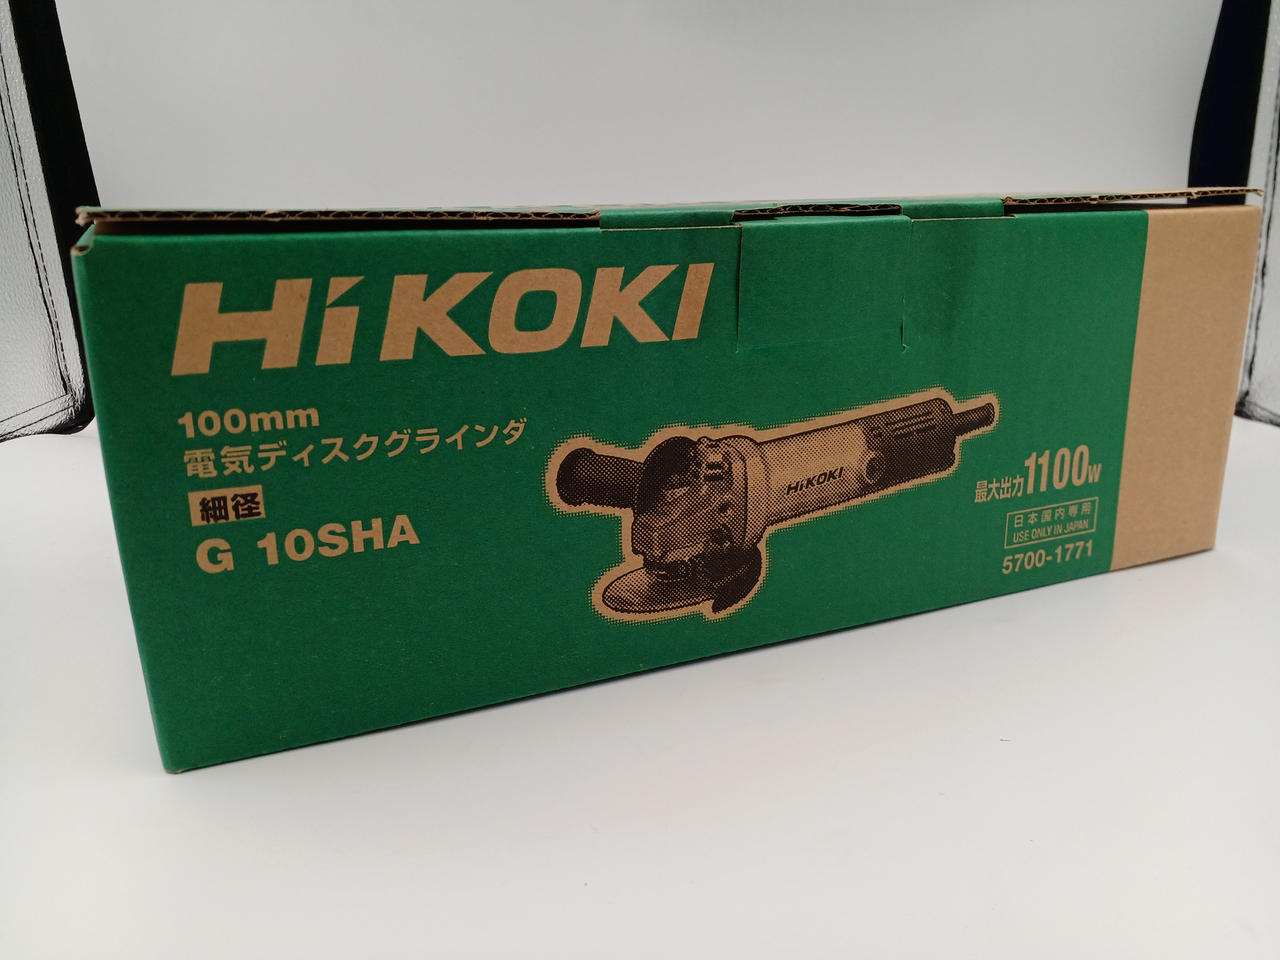 HiKOKI
100mm
電気ディスクグラインダ
細径
G 10SHA
HiKOKI
最大出力1100W
日本国内専用
USE ONLY IN JAPAN.
5700-1771